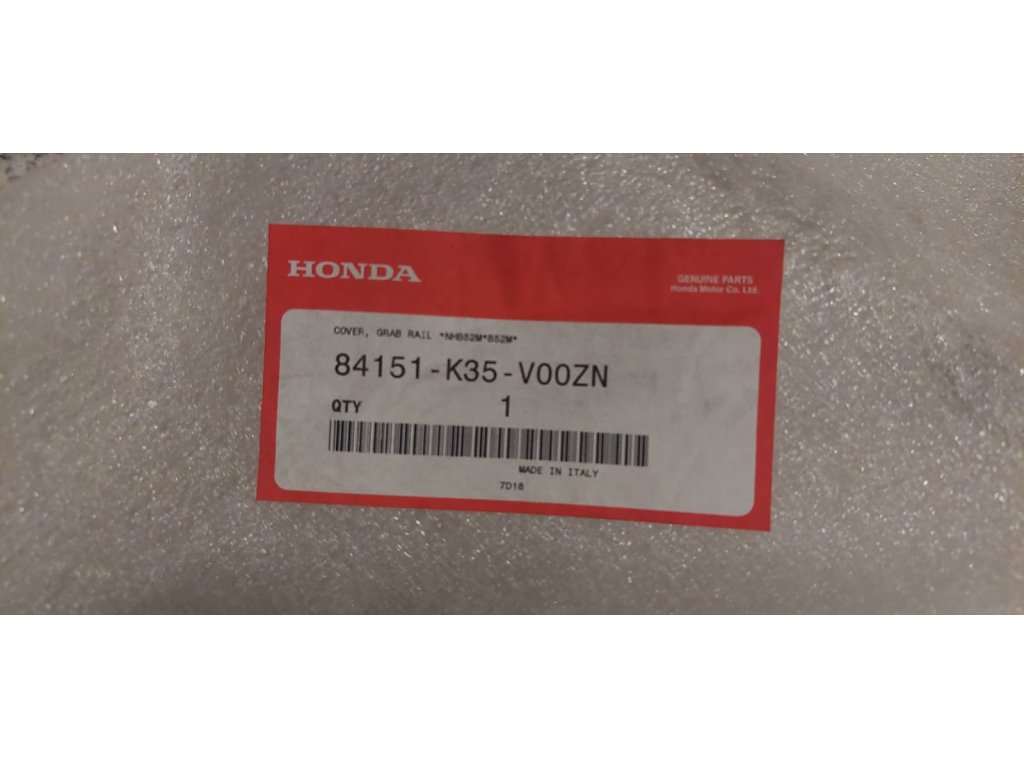 HONDA
GENUINE PARTS
Honda Motor Co. Ltd.
COVER, GRAB RAIL *NHB52M*B52M*
84151-K35-V00ZN
QTY 1
MADE IN ITALY
7D18